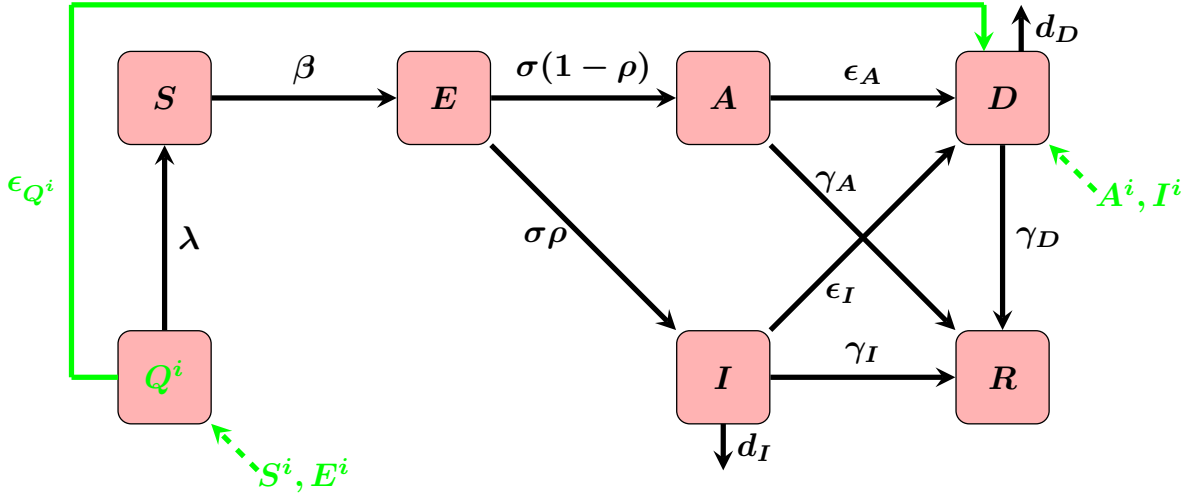 d_D
S
β
E
σ(1 − ρ)
A
ϵ_A
D
ϵ_{Q^i}
γ_A
A^i, I^i
λ
σρ
γ_D
ϵ_I
Q^i
I
γ_I
R
d_I
S^i, E^i